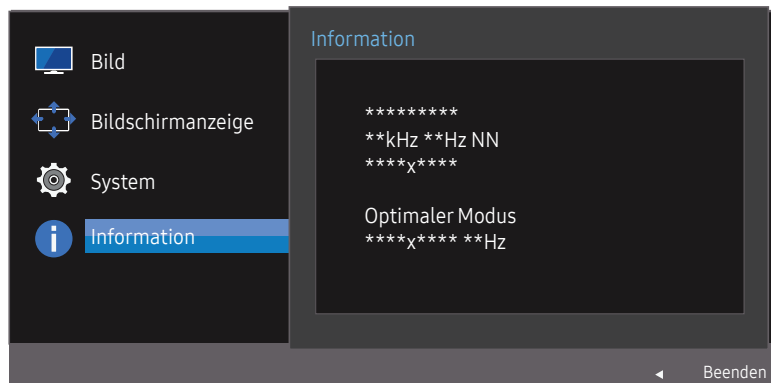 Bild
Bildschirmanzeige
System
Information
Information
*********
**kHz **Hz NN
****x****
Optimaler Modus
****x**** **Hz
Beenden